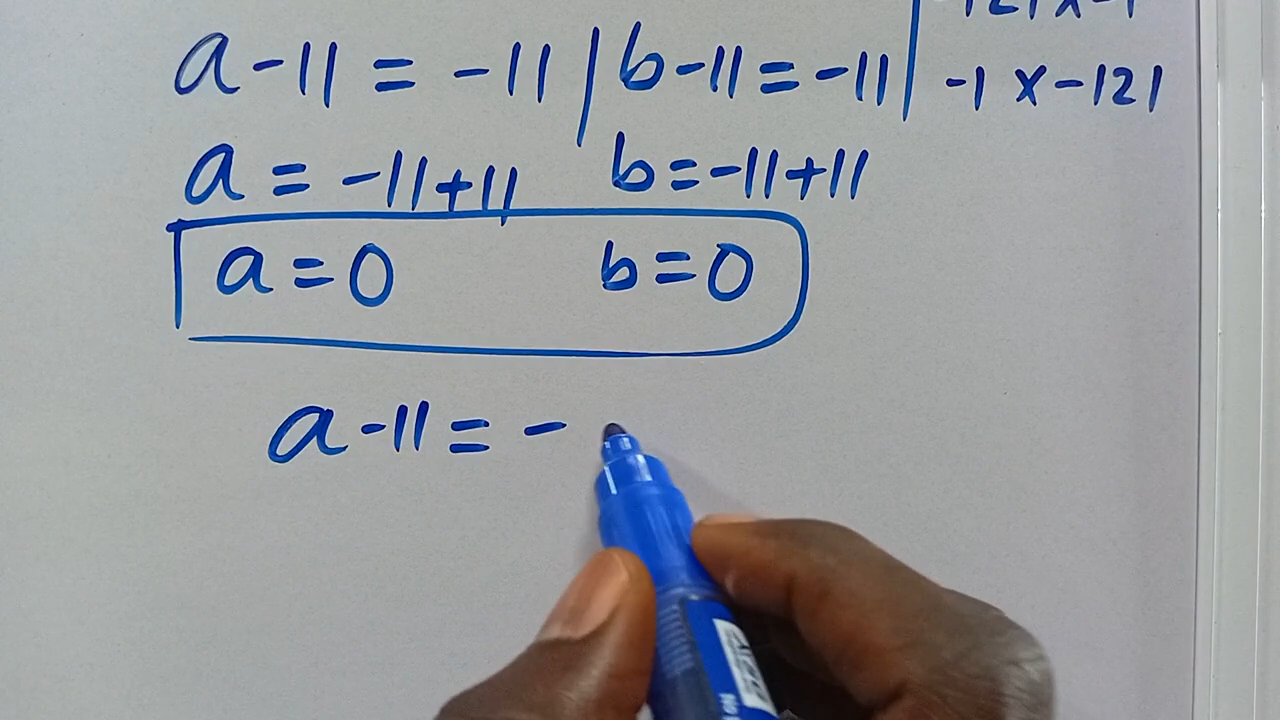 a - 11 = -11 | b - 11 = -11
-1 x -121
a = -11 + 11 b = -11 + 11
a = 0 b = 0
a - 11 = -